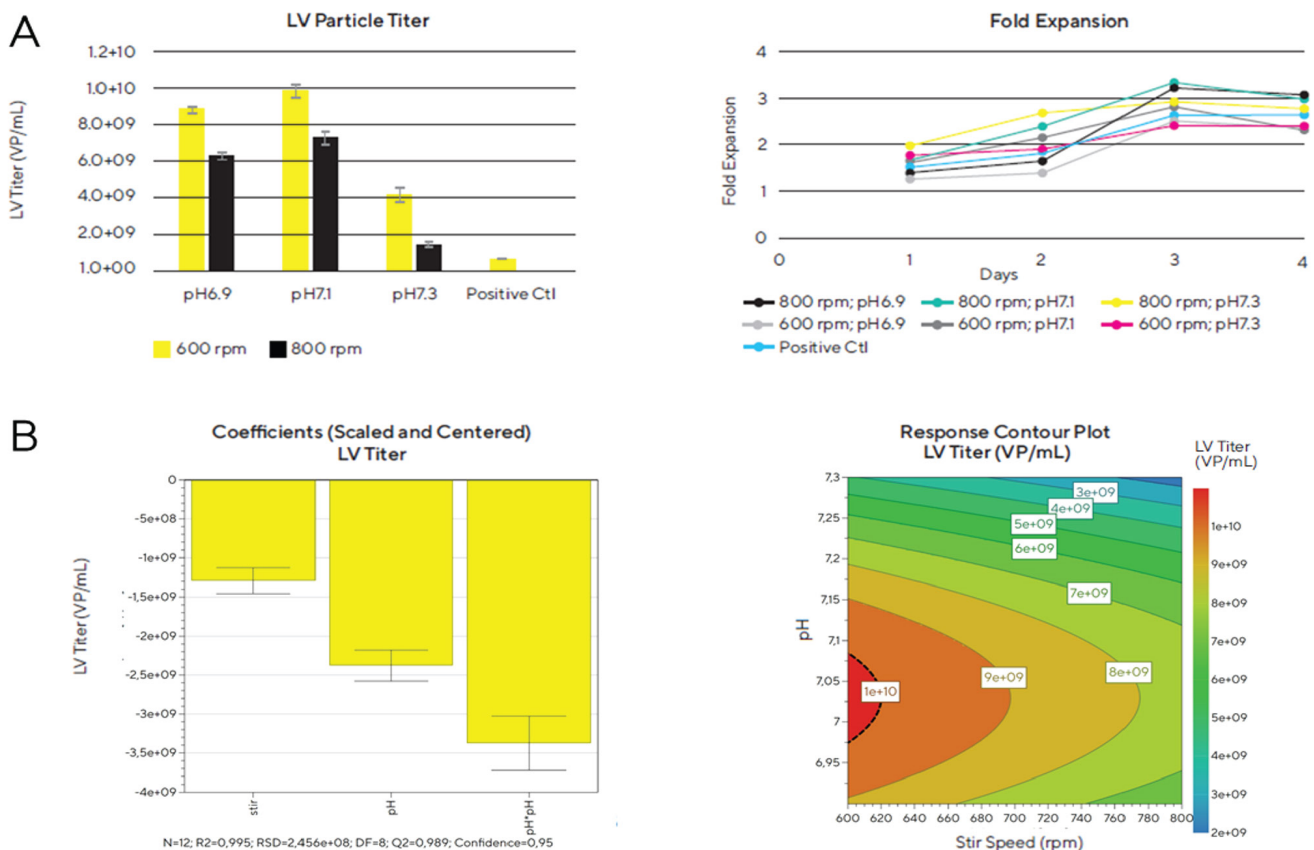 A
LV Particle Titer
LV Titer (VP/mL)
1.2+10
1.0+10
8.0+09
6.0+09
4.0+09
2.0+09
1.0+00
pH6.9 pH7.1 pH7.3 Positive Ctl
600 rpm 800 rpm
Fold Expansion
Fold Expansion
4
3
2
1
0
0 1 2 3 4
Days
800 rpm; pH6.9 800 rpm; pH7.1 800 rpm; pH7.3
600 rpm; pH6.9 600 rpm; pH7.1 600 rpm; pH7.3
Positive Ctl
B
Coefficients (Scaled and Centered)
LV Titer
LV Titer (VP/mL)
0
-5e+08
-1e+09
-1,5e+09
-2e+09
-2,5e+09
-3e+09
-3,5e+09
-4e+09
stir pH pH*pH
N=12; R2=0,995; RSD=2,456e+08; DF=8; Q2=0,989; Confidence=0,95
Response Contour Plot
LV Titer (VP/mL)
pH
7,3
7,25
7,2
7,15
7,1
7,05
7
6,95
3e+09
4e+09
5e+09
6e+09
7e+09
8e+09
9e+09
1e+10
600 620 640 660 680 700 720 740 760 780 800
Stir Speed (rpm)
LV Titer
(VP/mL)
1e+10
9e+09
8e+09
7e+09
6e+09
5e+09
4e+09
3e+09
2e+09